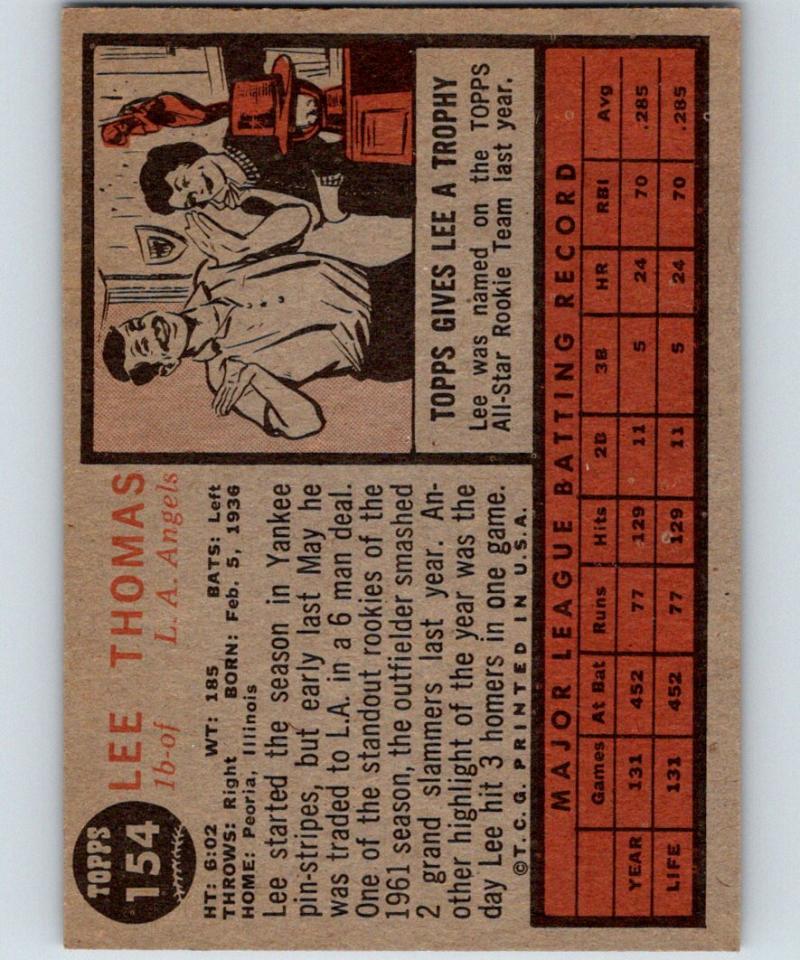 TOPPS
154
LEE THOMAS
1b-of L. A. Angels
HT: 6:02 WT: 185 BATS: Left
THROWS: Right BORN: Feb. 5, 1936
HOME: Peoria, Illinois
Lee started the season in Yankee
pin-stripes, but early last May he
was traded to L.A. in a 6 man deal.
One of the standout rookies of the
1961 season, the outfielder smashed
2 grand slammers last year. An-
other highlight of the year was the
day Lee hit 3 homers in one game.
©T. C. G. PRINTED IN U.S.A.
TOPPS GIVES LEE A TROPHY
Lee was named on the TOPPS
All-Star Rookie Team last year.
MAJOR LEAGUE BATTING RECORD
Games At Bat Runs Hits 2B 3B HR RBI Avg
YEAR 131 452 77 129 11 5 24 70 .285
LIFE 131 452 77 129 11 5 24 70 .285